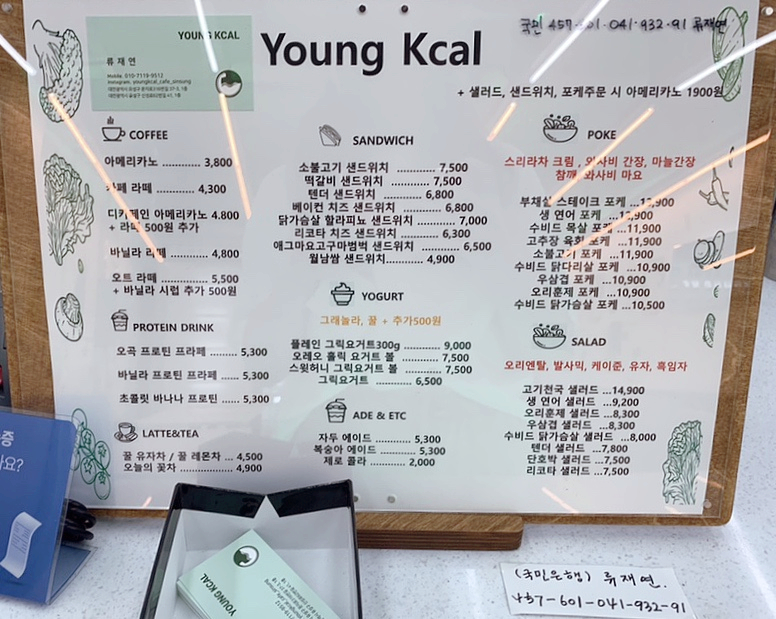 YOUNG KCAL
류 재 연
Mobile. 010-7119-9512
Instagram. youngkcal_cafe_sinsung
Young Kcal
국민 457-601-041-932-91 류재연
+ 샐러드, 샌드위치, 포케주문 시 아메리카노 1900원
COFFEE
아메리카노 ............ 3,800
카페 라떼 ............ 4,300
디카페인 아메리카노 4.800
+ 라떼 500원 추가
바닐라 라떼 ............ 4,800
오트 라떼 ............ 5,500
+ 바닐라 시럽 추가 500원
PROTEIN DRINK
오곡 프로틴 프라페 ........ 5,300
바닐라 프로틴 프라페 ..... 5,300
초콜릿 바나나 프로틴 ..... 5,300
LATTE&TEA
꿀 유자차 / 꿀 레몬차 ... 4,500
오늘의 꽃차 .................. 4,900
SANDWICH
소불고기 샌드위치 .......... 7,500
떡갈비 샌드위치 ............ 7,500
텐더 샌드위치 ............ 6,800
베이컨 치즈 샌드위치 ............ 6,800
닭가슴살 할라피뇨 샌드위치 .......... 7,000
리코타 치즈 샌드위치 ............ 6,300
애그마요고구마범벅 샌드위치 .......... 6,500
월남쌈 샌드위치.................. 4,900
YOGURT
그래놀라, 꿀 + 추가500원
플레인 그릭요거트300g ............ 9,000
오레오 홀릭 요거트 볼 .......... 7,500
스윗허니 그릭요거트 볼 .......... 7,500
그릭요거트 ............ 6,500
ADE & ETC
자두 에이드 ............ 5,300
복숭아 에이드 ............ 5,300
제로 콜라 ............ 2,000
POKE
스리라차 크림 , 와사비 간장, 마늘간장
참깨, 와사비 마요
부채살 스테이크 포케 ...13,900
생 연어 포케 ...12,900
수비드 목살 포케 ...11,900
고추장 육회 포케 ...11,900
소불고기 포케 ...11,900
수비드 닭다리살 포케 ...10,900
우삼겹 포케 ...10,900
오리훈제 포케 ...10,900
수비드 닭가슴살 포케 ...10,500
SALAD
오리엔탈, 발사믹, 케이준, 유자, 흑임자
고기천국 샐러드 ...14,900
생 연어 샐러드 ...9,200
오리훈제 샐러드 ...8,300
우삼겹 샐러드 ...8,300
수비드 닭가슴살 샐러드 ...8,000
텐더 샐러드 ...7,800
단호박 샐러드 ...7,500
리코타 샐러드 ...7,500
증
요?
YOUNG KCAL
(국민은행) 류재연.
457-601-041-932-91